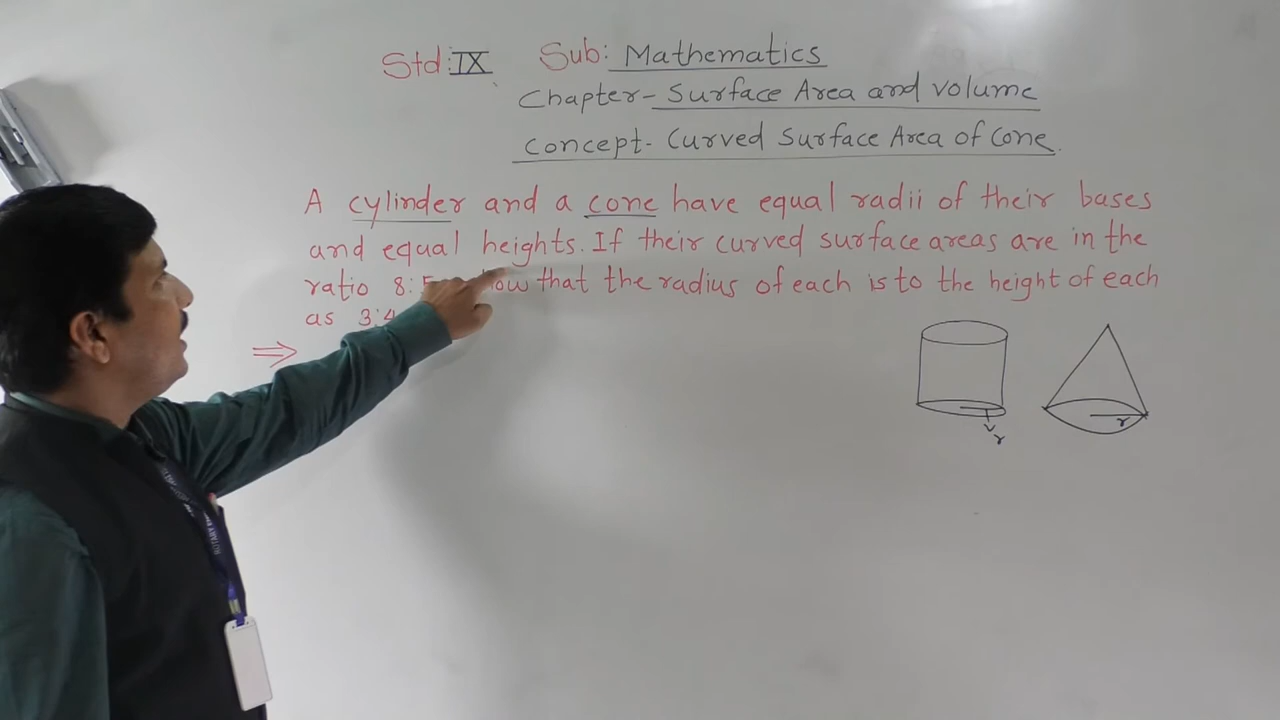 Std: IX Sub: Mathematics
Chapter- Surface Area and volume
Concept- Curved Surface Area of Cone.
A cylinder and a cone have equal radii of their bases
and equal heights. If their curved surface areas are in the
ratio 8: that the radius of each is to the height of each
as 3:4
⇒
r
r